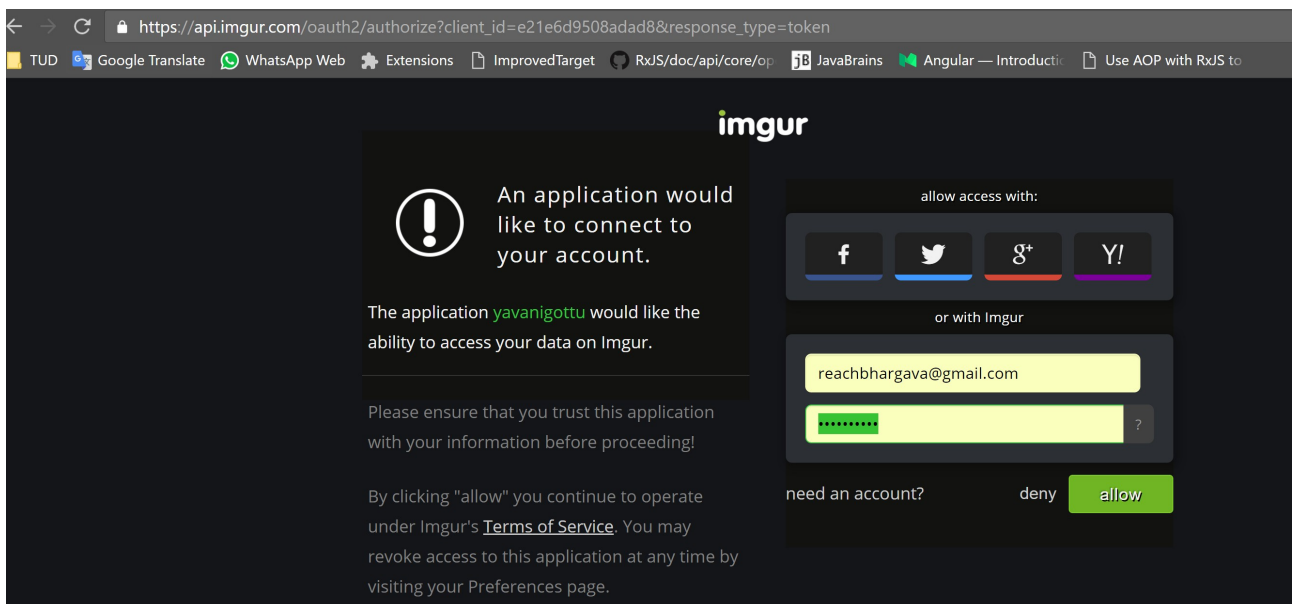 https://api.imgur.com/oauth2/authorize?client_id=e21e6d9508adad8&response_type=token
TUD Google Translate WhatsApp Web Extensions ImprovedTarget RxJS/doc/api/core/op jB JavaBrains Angular — Introductio Use AOP with RxJS to
imgur
An application would
like to connect to
your account.
The application yavanigottu would like the
ability to access your data on Imgur.
Please ensure that you trust this application
with your information before proceeding!
By clicking "allow" you continue to operate
under Imgur's Terms of Service. You may
revoke access to this application at any time by
visiting your Preferences page.
allow access with:
f g+ Y!
or with Imgur
reachbhargava@gmail.com
•••••••••• ?
need an account? deny allow